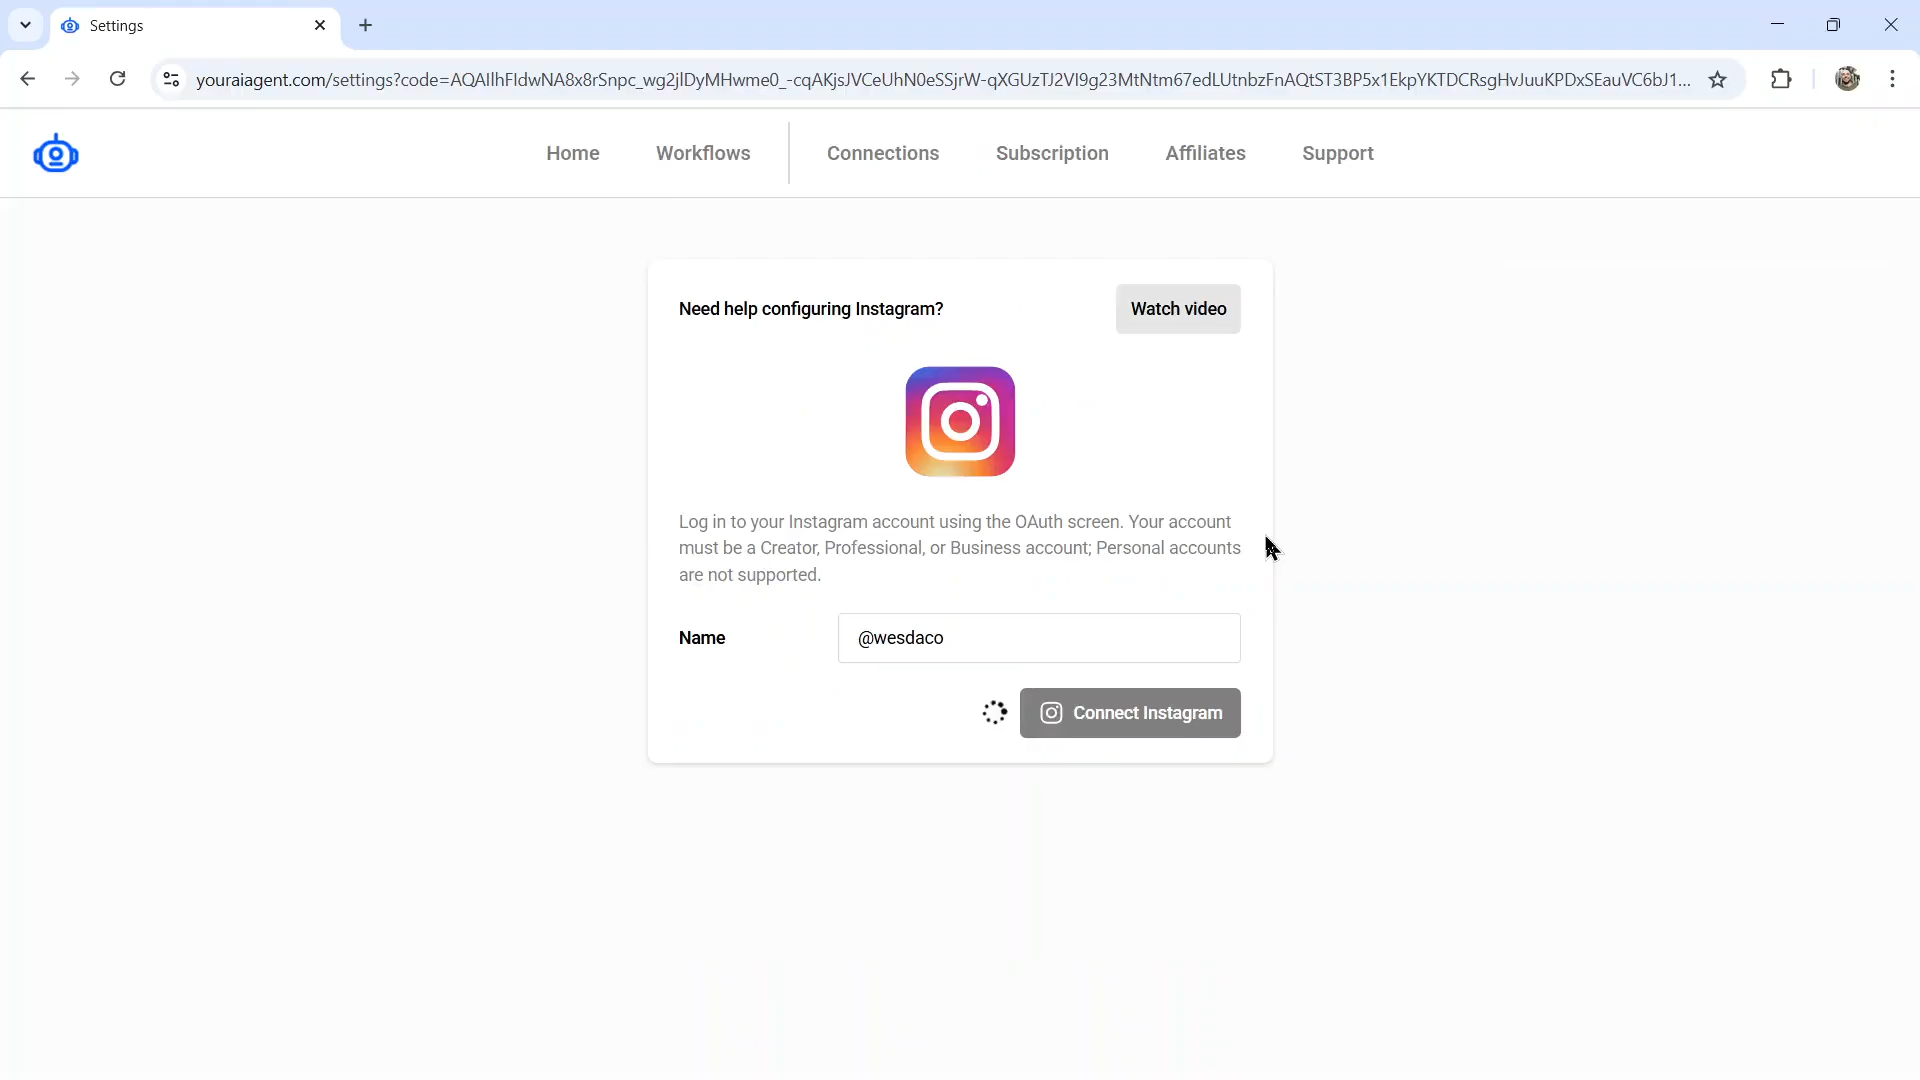 Settings
youraiagent.com/settings?code=AQAIlhFIdwNA8x8rSnpc_wg2jlDyMHwme0_-cqAKjsJVCeUhN0eSSjrW-qXGUzTJ2VI9g23MtNtm67edLUtnbzFnAQtST3BP5x1EkpYKTDCRsgHvJuuKPDxSEauVC6bJ1...
Home Workflows Connections Subscription Affiliates Support
Need help configuring Instagram? Watch video
Log in to your Instagram account using the OAuth screen. Your account
must be a Creator, Professional, or Business account; Personal accounts
are not supported.
Name @wesdaco
Connect Instagram